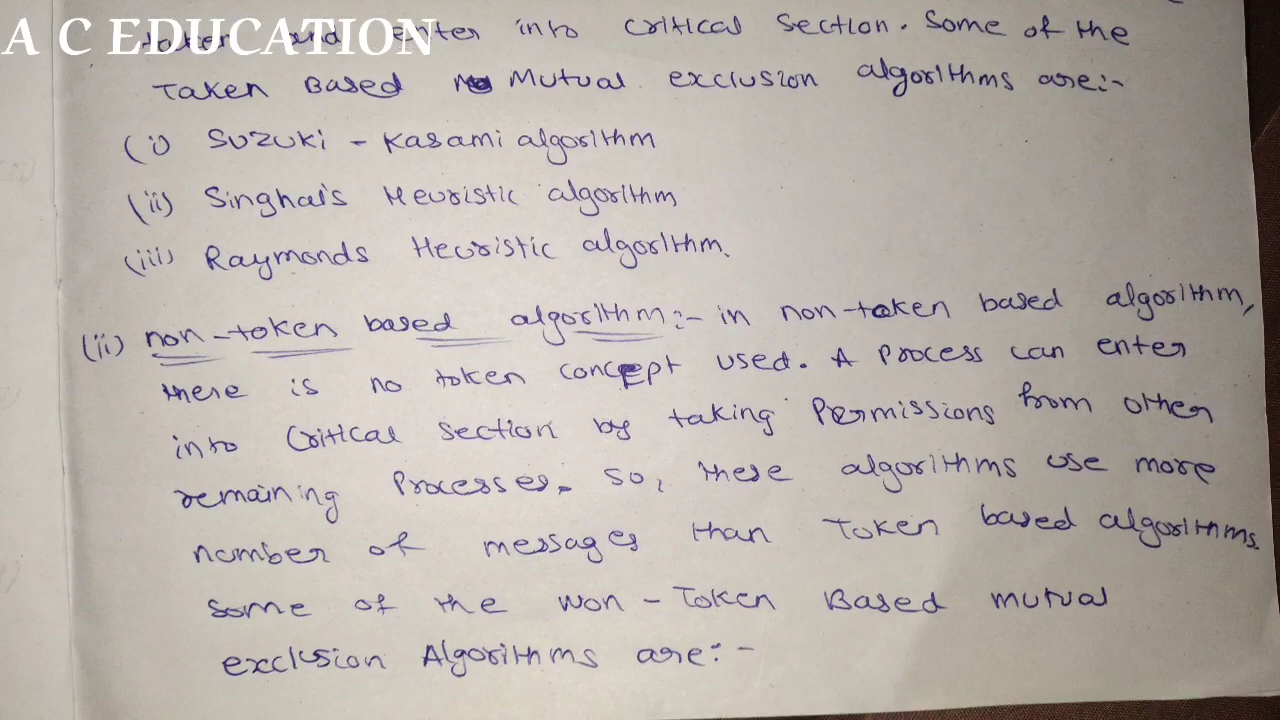 A C EDUCATION
token and enter into critical section. Some of the
Taken Based Mutual exclusion algorithms are:-
(i) Suzuki - Kasami algorithm
(ii) Singhal's Heuristic algorithm
(iii) Raymonds Heuristic algorithm.
(ii) non-token based algorithm:- in non-token based algorithm,
there is no token concept used. A Process can enter
into critical section by taking Permissions from other
remaining Processes. so, these algorithms use more
number of messages than Token based algorithms.
some of the Non-Token Based mutual
exclusion Algorithms are:-